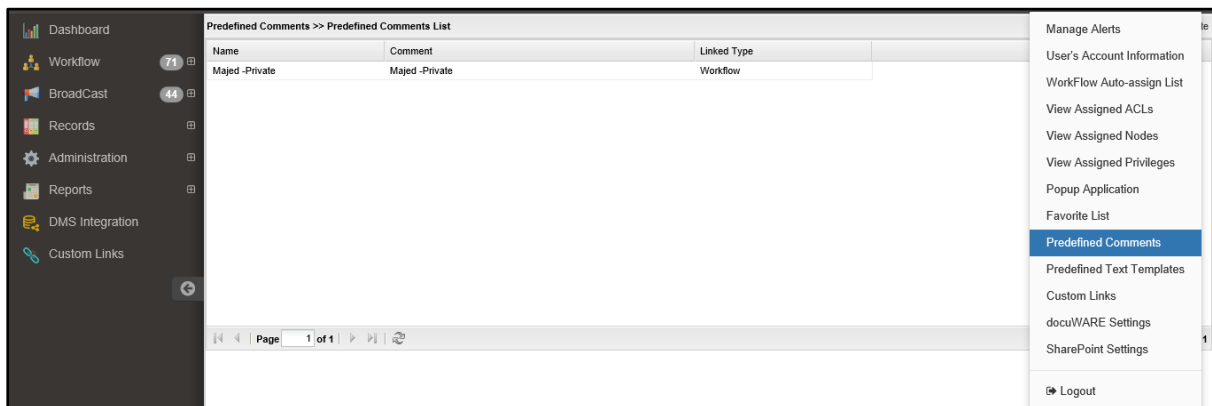 Dashboard
Workflow 71
BroadCast 44
Records
Administration
Reports
DMS Integration
Custom Links
Predefined Comments >> Predefined Comments List
Name Comment Linked Type
Majed -Private Majed -Private Workflow
Page 1 of 1
Manage Alerts
User's Account Information
WorkFlow Auto-assign List
View Assigned ACLs
View Assigned Nodes
View Assigned Privileges
Popup Application
Favorite List
Predefined Comments
Predefined Text Templates
Custom Links
docuWARE Settings
SharePoint Settings
Logout
1